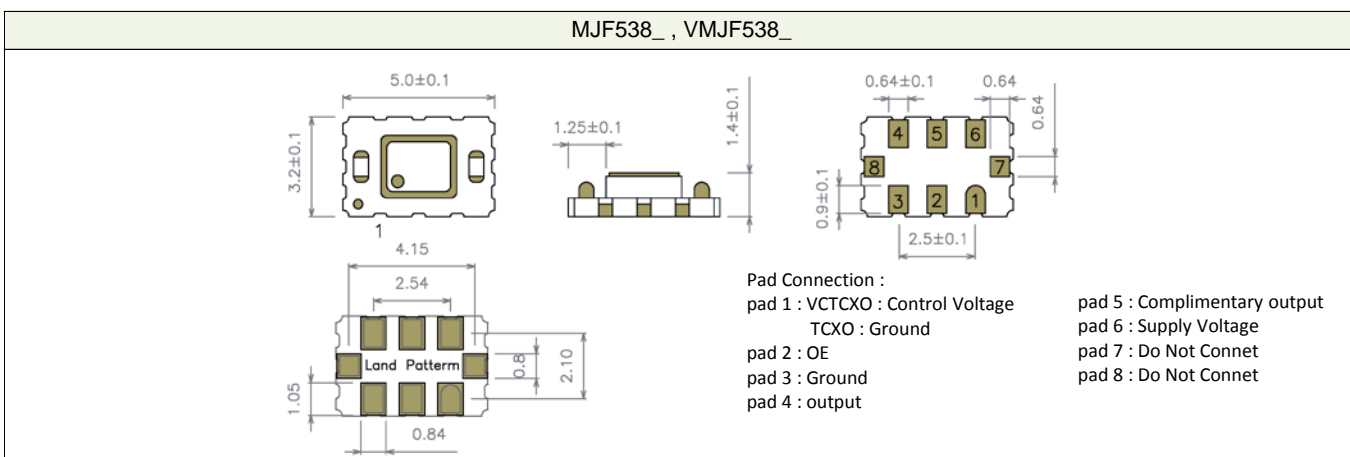 MJF538_ , VMJF538_
5.0±0.1
3.2±0.1
1
1.25±0.1
1.4±0.1
0.64±0.1
0.64
0.64
4
5
6
8
7
3
2
1
0.9±0.1
2.5±0.1
4.15
2.54
Land Patterm
0.8
2.10
1.05
0.84
Pad Connection :
pad 1 : VCTCXO : Control Voltage
TCXO : Ground
pad 2 : OE
pad 3 : Ground
pad 4 : output
pad 5 : Complimentary output
pad 6 : Supply Voltage
pad 7 : Do Not Connet
pad 8 : Do Not Connet